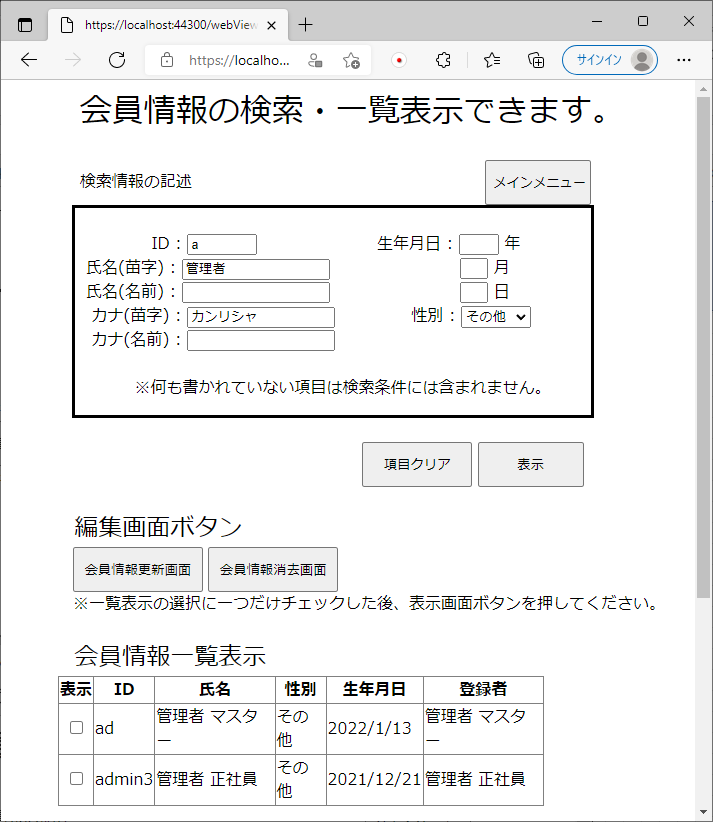 https://localhost:44300/webView
https://localho...
サインイン
会員情報の検索・一覧表示できます。
検索情報の記述
メインメニュー
ID : a
生年月日 : 年
氏名(苗字) : 管理者
月
氏名(名前) :
日
カナ(苗字) : カンリシャ
性別 : その他
カナ(名前) :
※何も書かれていない項目は検索条件には含まれません。
項目クリア 表示
編集画面ボタン
会員情報更新画面 会員情報消去画面
※一覧表示の選択に一つだけチェックした後、表示画面ボタンを押してください。
会員情報一覧表示
表示 ID 氏名 性別 生年月日 登録者
ad 管理者 マスター その他 2022/1/13 管理者 マスター
admin3 管理者 正社員 その他 2021/12/21 管理者 正社員